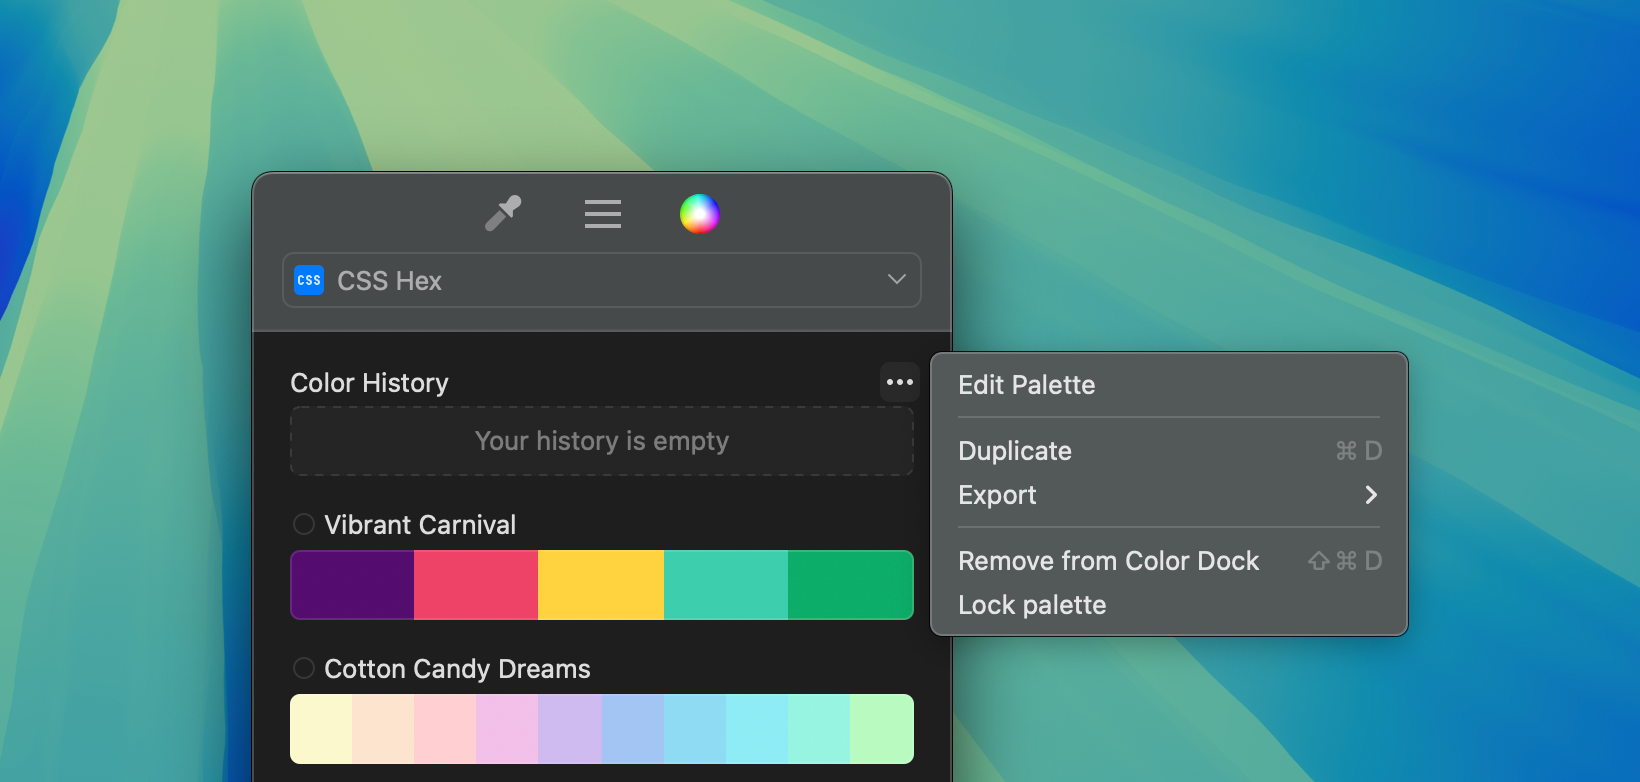 CSS CSS Hex
Color History
Your history is empty
Vibrant Carnival
Cotton Candy Dreams
Edit Palette
Duplicate ⌘ D
Export
Remove from Color Dock ⇧ ⌘ D
Lock palette